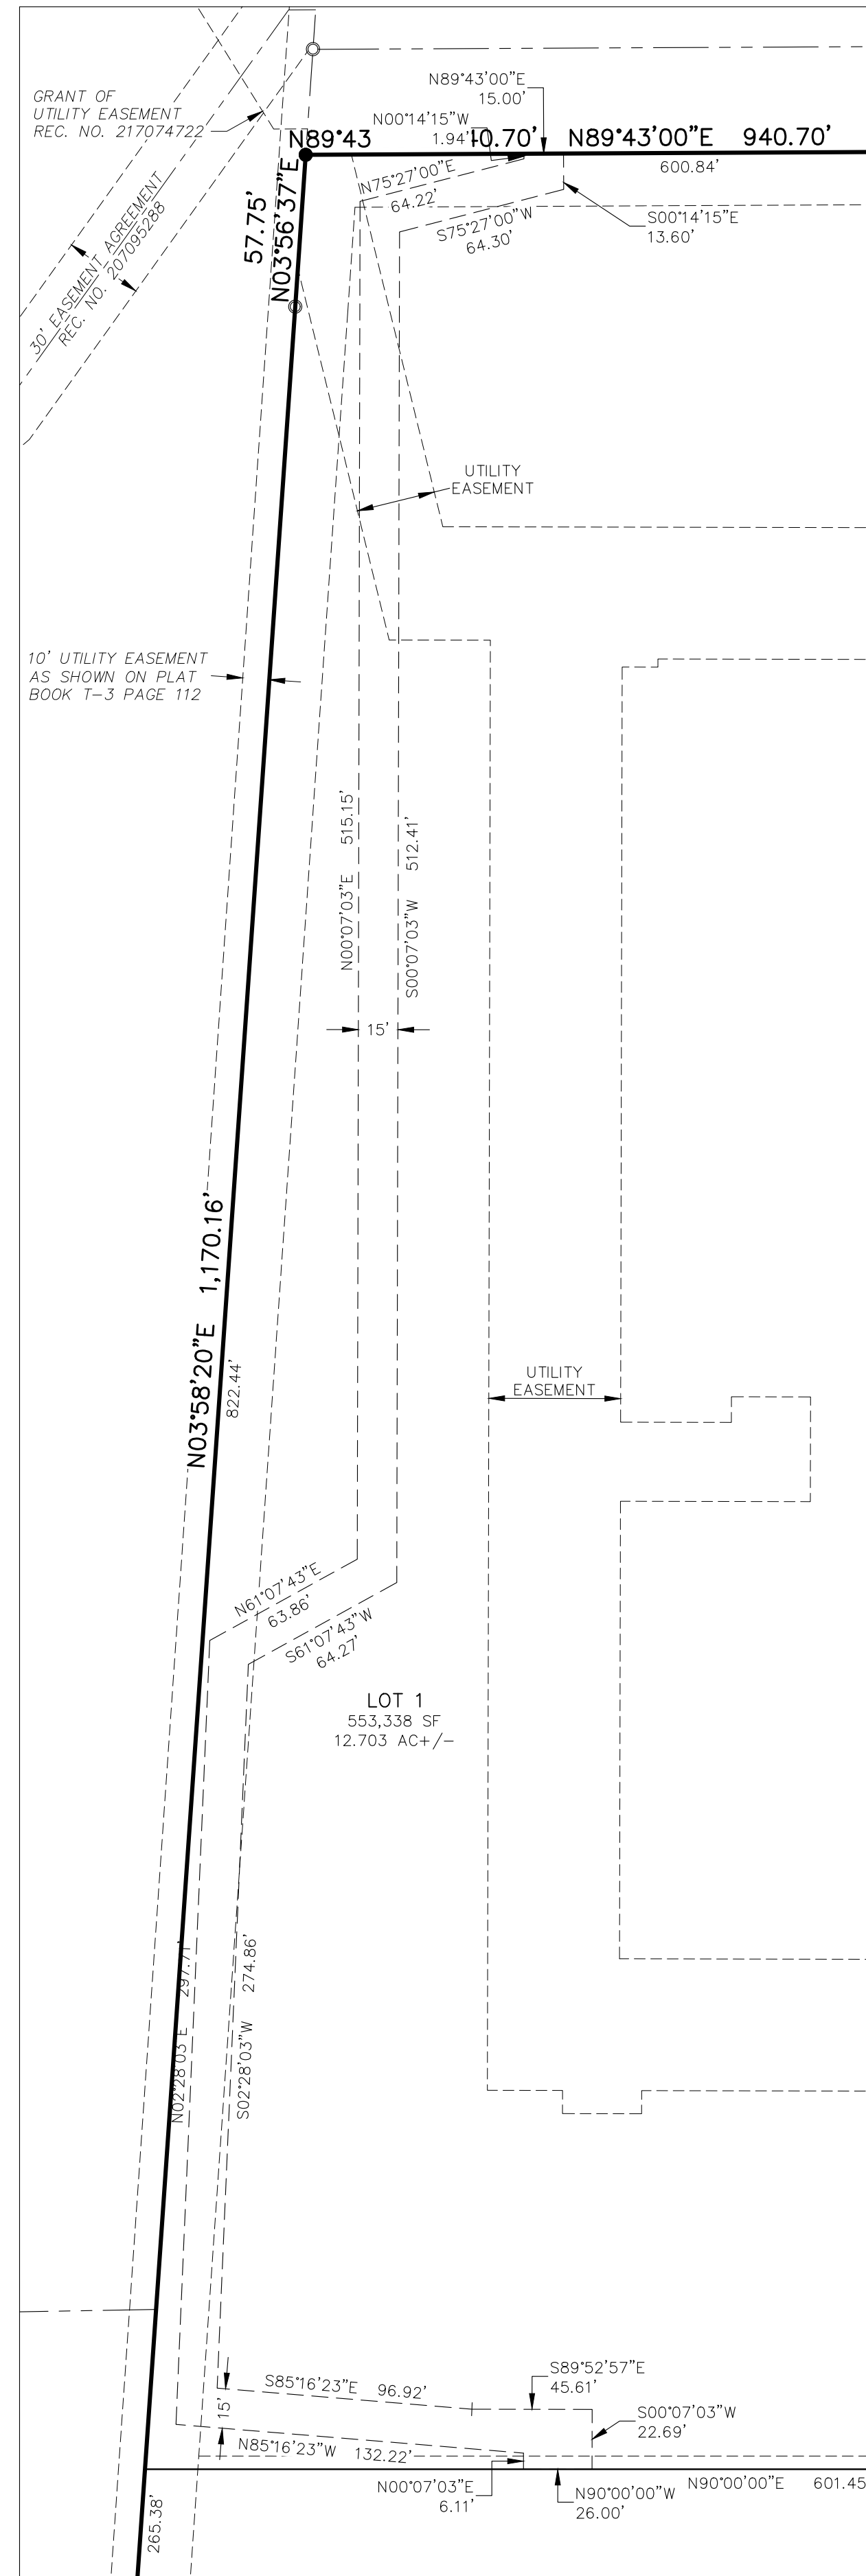 GRANT OF
UTILITY EASEMENT
REC. NO. 217074722
N89°43'00"E
15.00'
N00°14'15"W
1.94'
N89°43
40.70'
N89°43'00"E 940.70'
600.84'
N75°27'00"E
64.22'
S75°27'00"W
64.30'
S00°14'15"E
13.60'
57.75'
N03°56'37"E
30' EASEMENT AGREEMENT
REC. NO. 207095288
UTILITY
EASEMENT
10' UTILITY EASEMENT
AS SHOWN ON PLAT
BOOK T-3 PAGE 112
N00°07'03"E 515.15'
S00°07'03"W 512.41'
15'
N03°58'20"E 1,170.16'
822.44'
UTILITY
EASEMENT
N61°07'43"E
63.86'
S61°07'43"W
64.27'
LOT 1
553,338 SF
12.703 AC+/-
N02°28'03"E 297.71'
S02°28'03"W 274.86'
S85°16'23"E 96.92'
S89°52'57"E
45.61'
15'
S00°07'03"W
22.69'
N85°16'23"W 132.22'
N00°07'03"E
6.11'
N90°00'00"W
26.00'
N90°00'00"E 601.45
265.38'